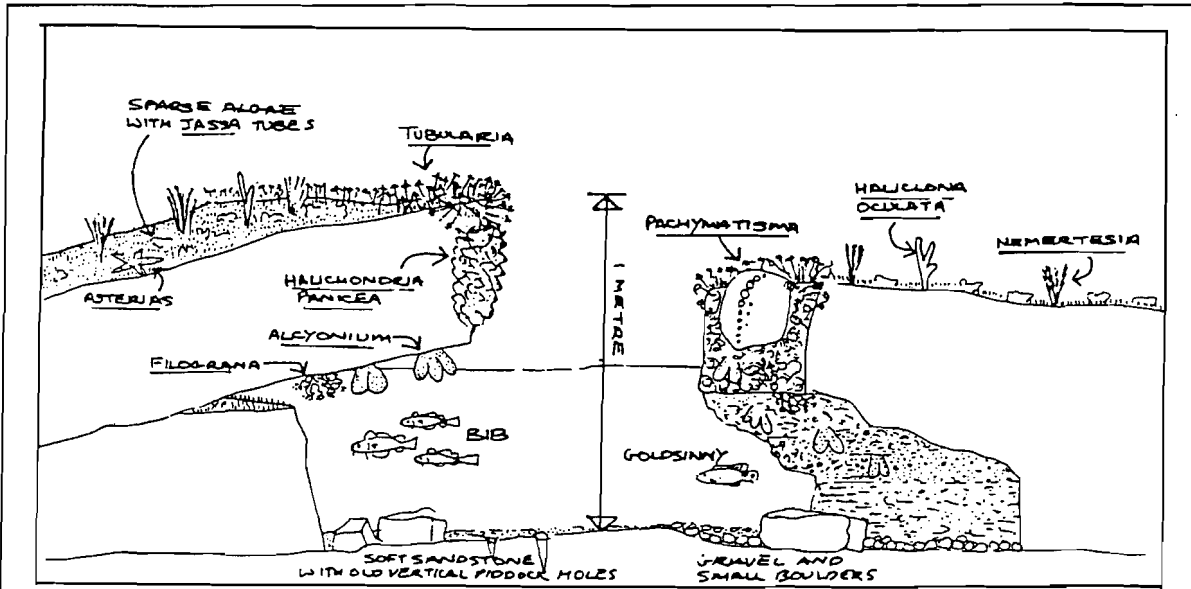 SPARSE ALGAE
WITH JASSA TUBES
TUBULARIA
HALICLONA
OCULATA
PACHYMATISMA
NEMERTESIA
HALICHONDRIA
PANICEA
ASTERIAS
1 METRE
ALCYONIUM
FILOGRANA
BIB
GOLDSINNY
SOFT SANDSTONE
WITH OLD VERTICAL PIDDOCK HOLES
GRAVEL AND
SMALL BOULDERS